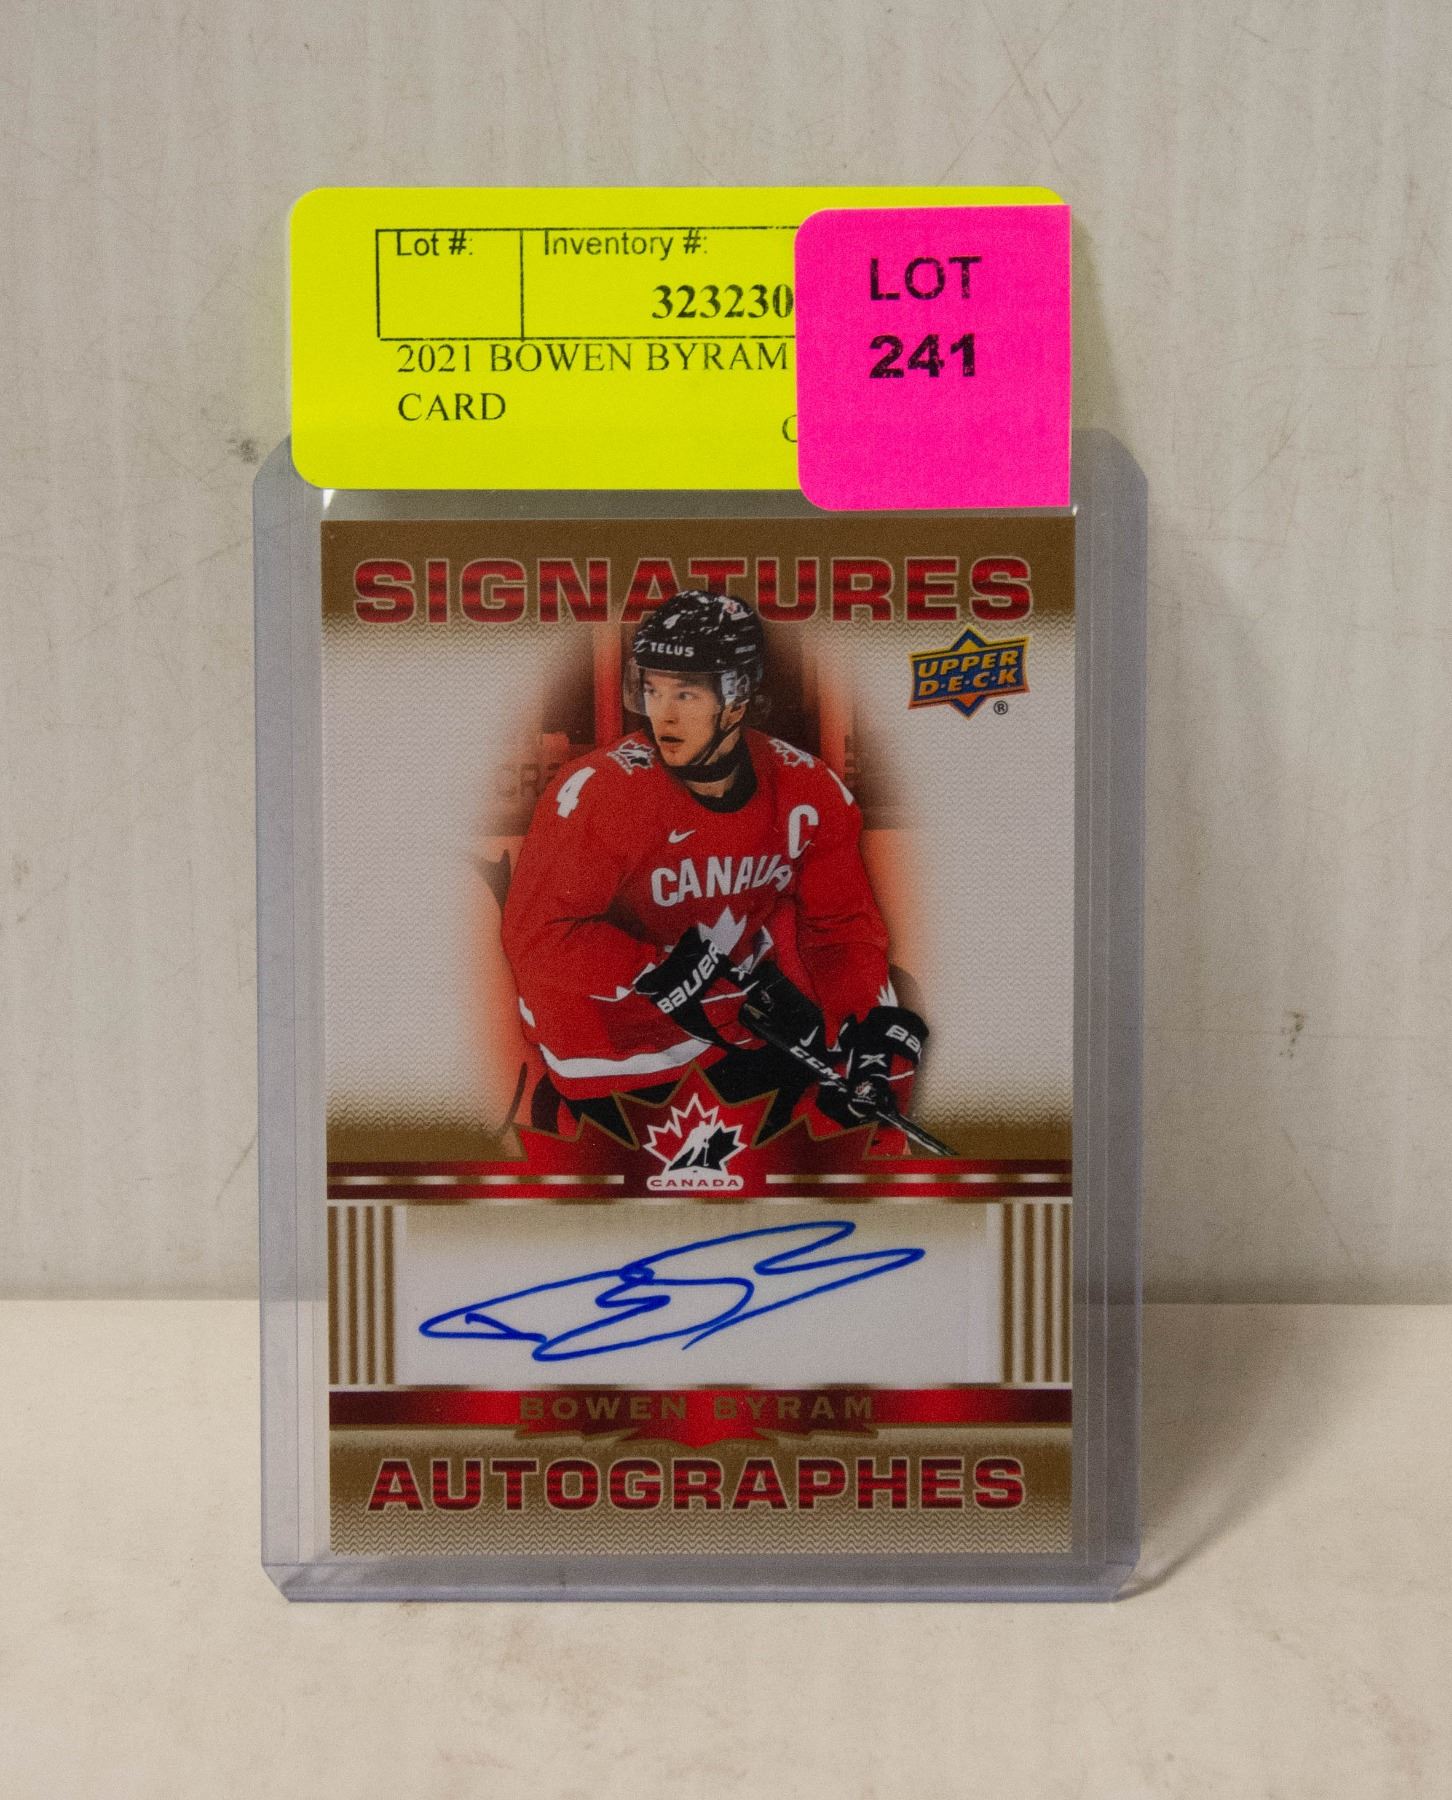 Lot #:
Inventory #:
323230
2021 BOWEN BYRAM
CARD
LOT
241
SIGNATURES
UPPER
D·E·C·K
®
TELUS
4
C
CANADA
BAUER
CCM
CANADA
BOWEN BYRAM
AUTOGRAPHES